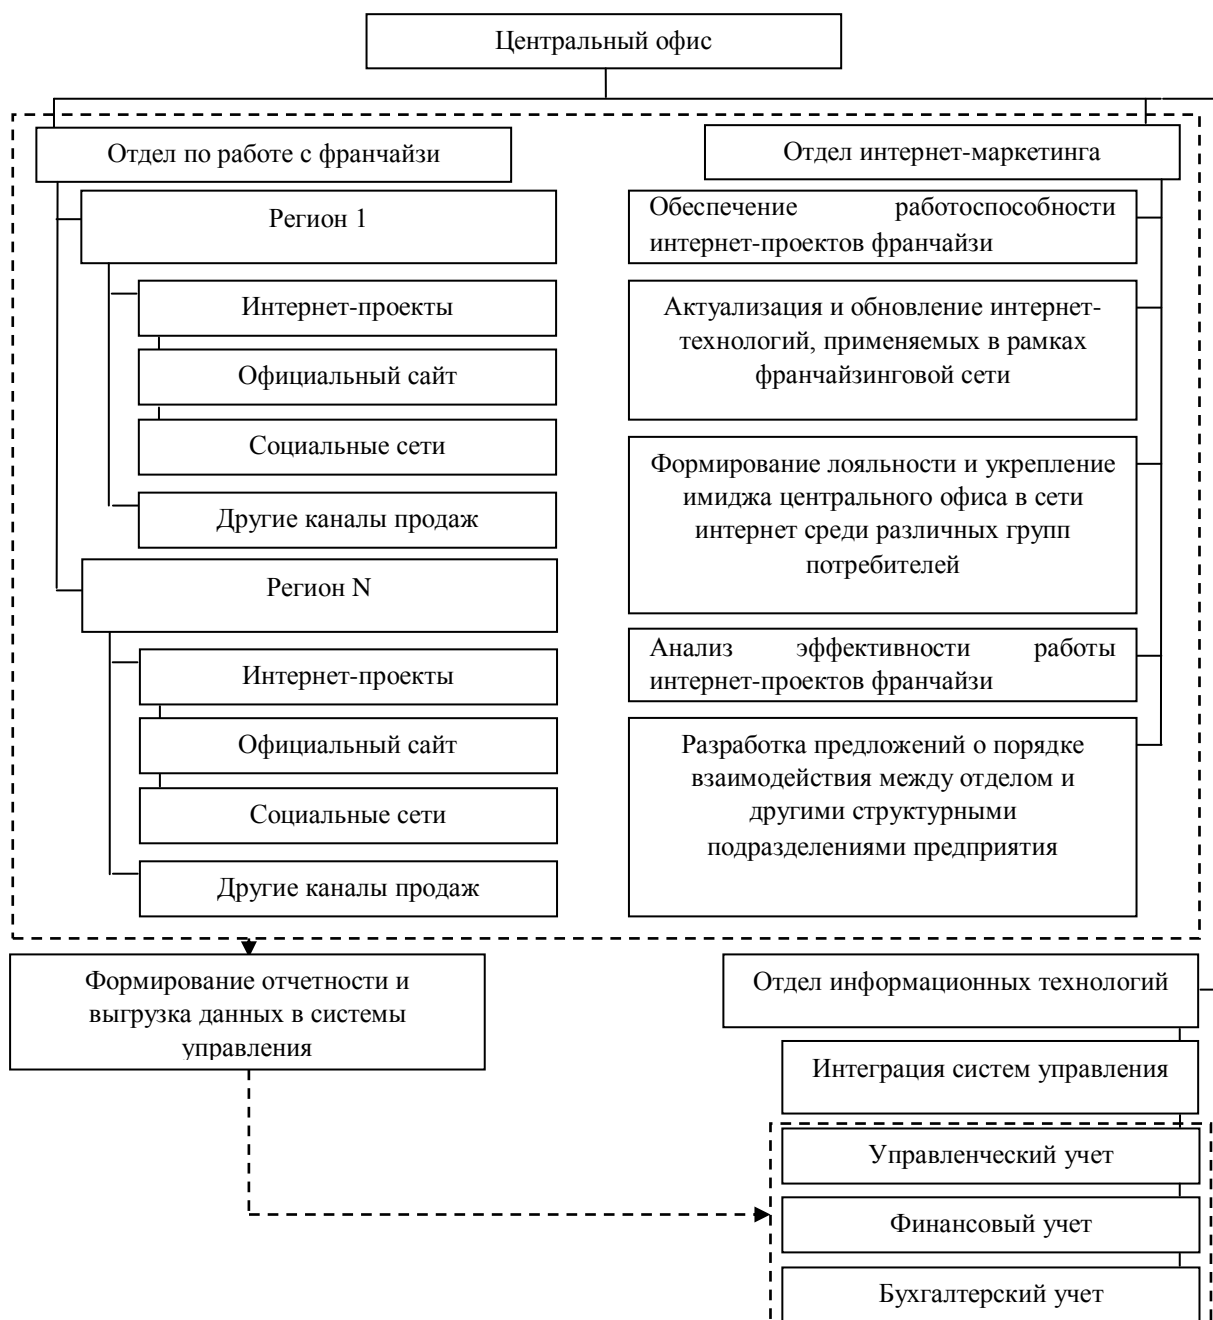 Центральный офис
Отдел по работе с франчайзи
Регион 1
Интернет-проекты
Официальный сайт
Социальные сети
Другие каналы продаж
Регион N
Интернет-проекты
Официальный сайт
Социальные сети
Другие каналы продаж
Отдел интернет-маркетинга
Обеспечение работоспособности
интернет-проектов франчайзи
Актуализация и обновление интернет-
технологий, применяемых в рамках
франчайзинговой сети
Формирование лояльности и укрепление
имиджа центрального офиса в сети
интернет среди различных групп
потребителей
Анализ эффективности работы
интернет-проектов франчайзи
Разработка предложений о порядке
взаимодействия между отделом и
другими структурными
подразделениями предприятия
Формирование отчетности и
выгрузка данных в системы
управления
Отдел информационных технологий
Интеграция систем управления
Управленческий учет
Финансовый учет
Бухгалтерский учет